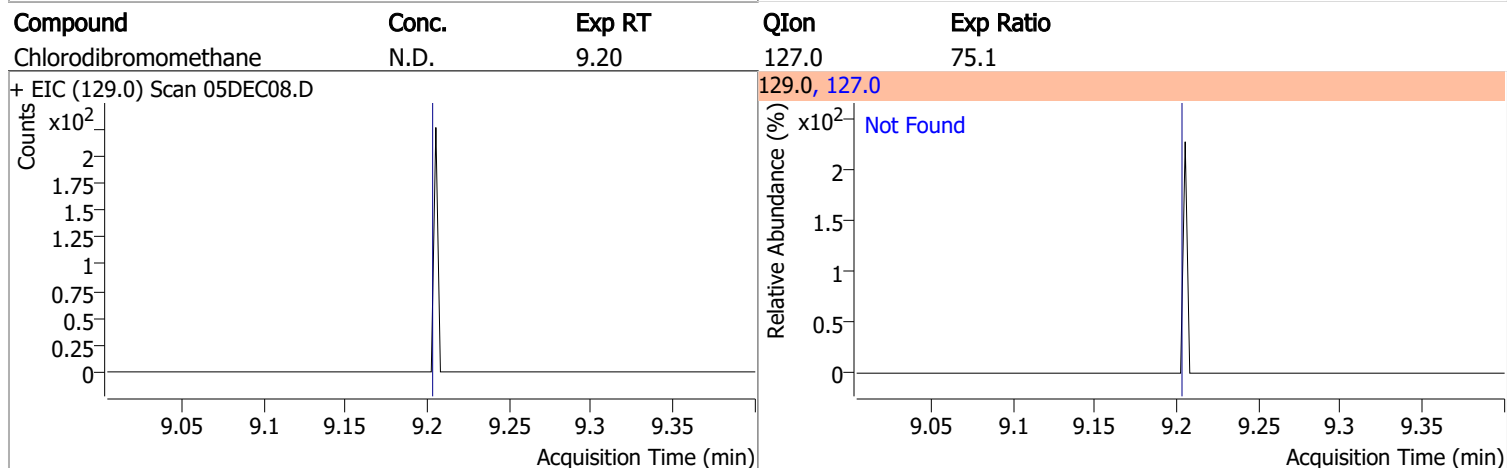 Compound Conc. Exp RT QIon Exp Ratio
Chlorodibromomethane N.D. 9.20 127.0 75.1
+ EIC (129.0) Scan 05DEC08.D
Counts
x10²
2
1.75
1.5
1.25
1
0.75
0.5
0.25
0
9.05 9.1 9.15 9.2 9.25 9.3 9.35
Acquisition Time (min)
129.0, 127.0
Relative Abundance (%)
x10²
Not Found
2
1.5
1
0.5
0
9.05 9.1 9.15 9.2 9.25 9.3 9.35
Acquisition Time (min)